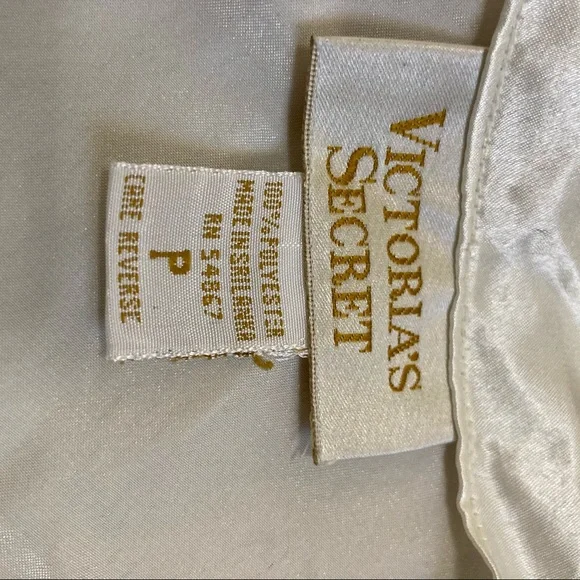 VICTORIA'S
SECRET
100% POLYESTER
MADE IN SRI LANKA
RN 54867
P
CARE REVERSE